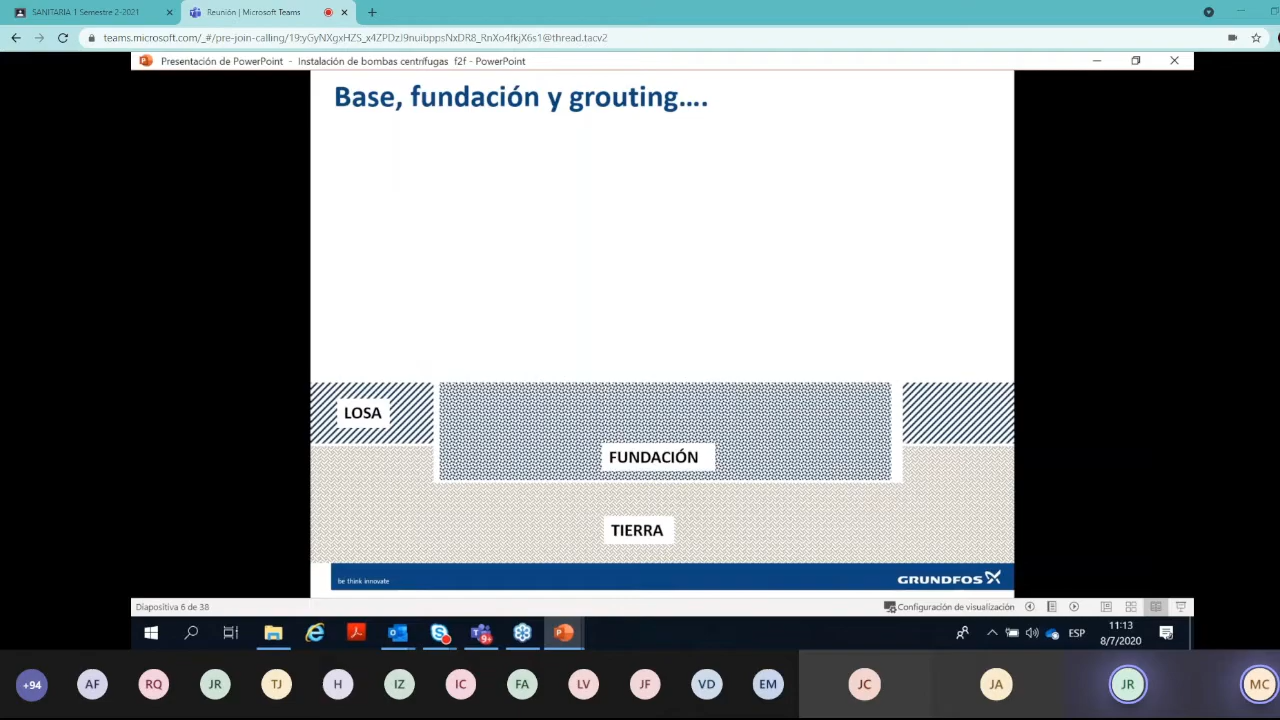 SANITARIA 1 Semestre 2-2021
Reunión | Microsoft Teams
teams.microsoft.com/_#/pre-join-calling/19:yGyNXgxHZS_x4ZPDzJ9nuibppsNxDR8_RnXo4fkjX6s1@thread.tacv2
Presentación de PowerPoint - Instalación de bombas centrífugas f2f - PowerPoint
Base, fundación y grouting....
LOSA
FUNDACIÓN
TIERRA
be think innovate
GRUNDFOS
Diapositiva 6 de 38
Configuración de visualización
9+
ESP
11:13
8/7/2020
+94
AF
RQ
JR
TJ
H
IZ
IC
FA
LV
JF
VD
EM
JC
JA
JR
MC